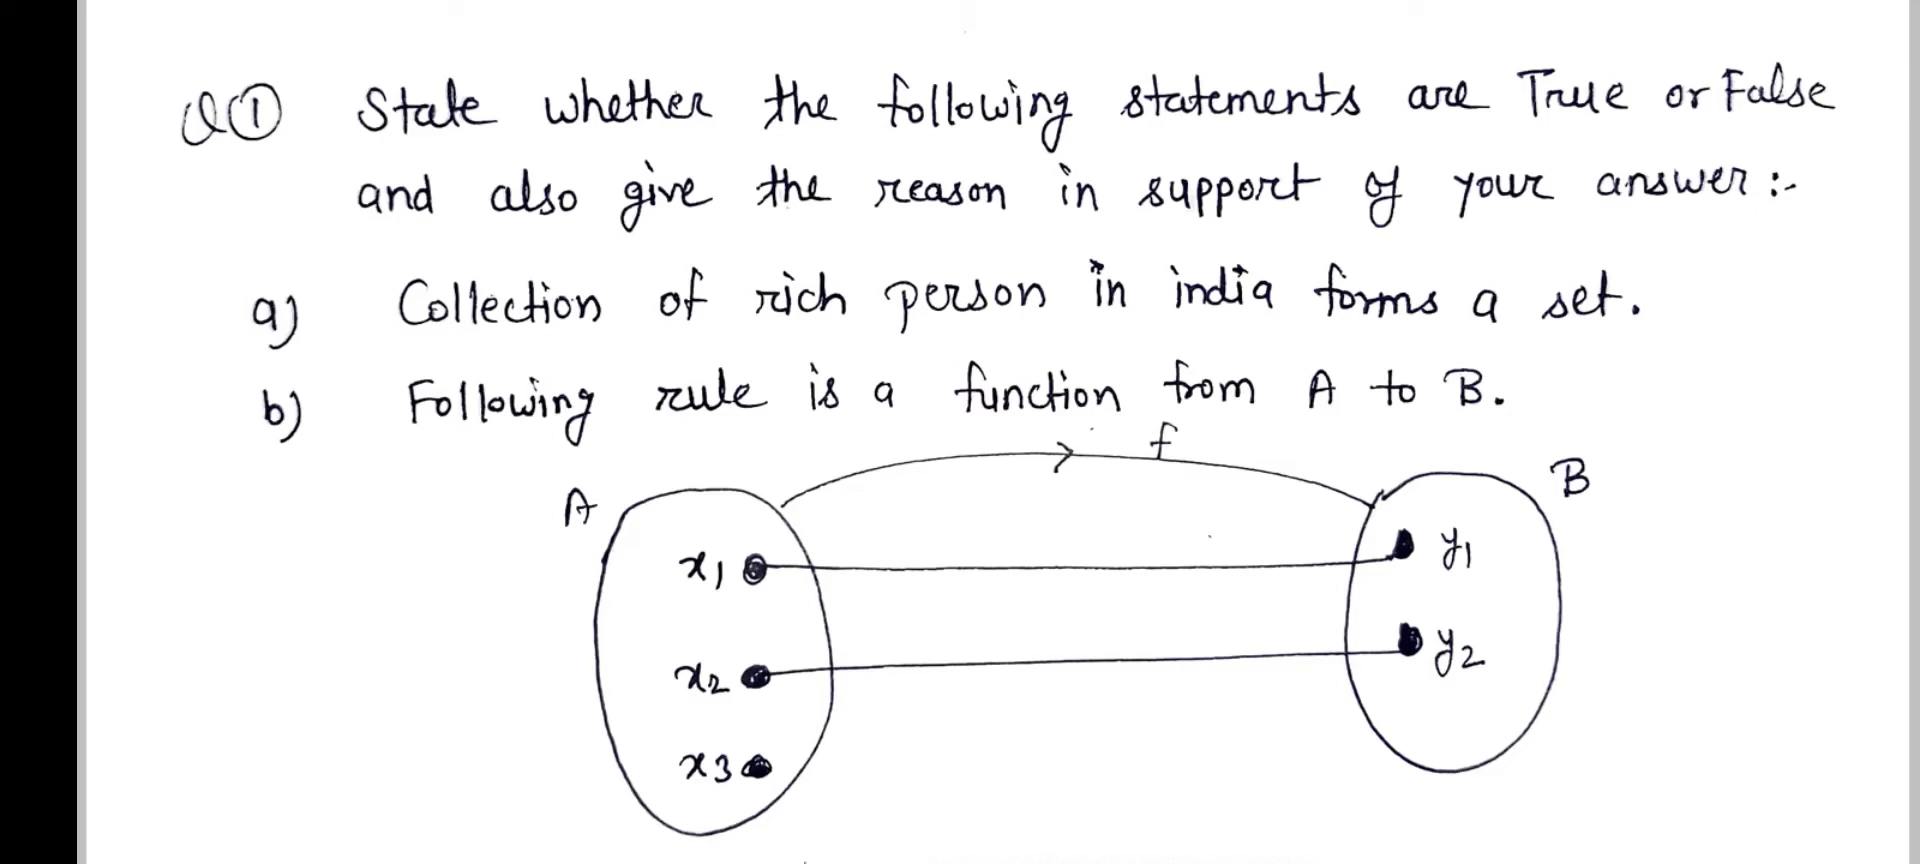 Q① State whether the following statements are True or False
and also give the reason in support of your answer :-
a) Collection of rich person in india forms a set.
b) Following rule is a function from A to B.
f
A
B
x1
y1
x2
y2
x3